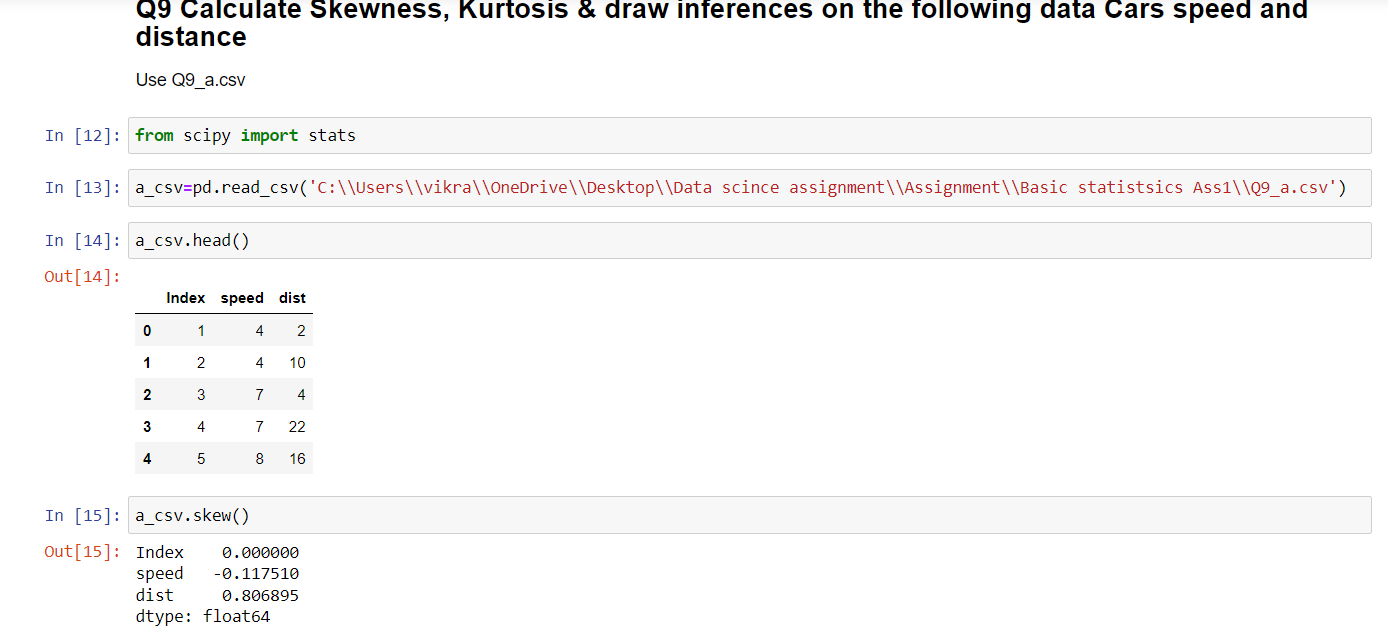 Q9 Calculate Skewness, Kurtosis & draw inferences on the following data Cars speed and
distance
Use Q9_a.csv
In [12]: from scipy import stats
In [13]: a_csv=pd.read_csv('C:\\Users\\vikra\\OneDrive\\Desktop\\Data scince assignment\\Assignment\\Basic statistsics Ass1\\Q9_a.csv')
In [14]: a_csv.head()
Out[14]:
Index speed dist
0 1 4 2
1 2 4 10
2 3 7 4
3 4 7 22
4 5 8 16
In [15]: a_csv.skew()
Out[15]: Index 0.000000
speed -0.117510
dist 0.806895
dtype: float64